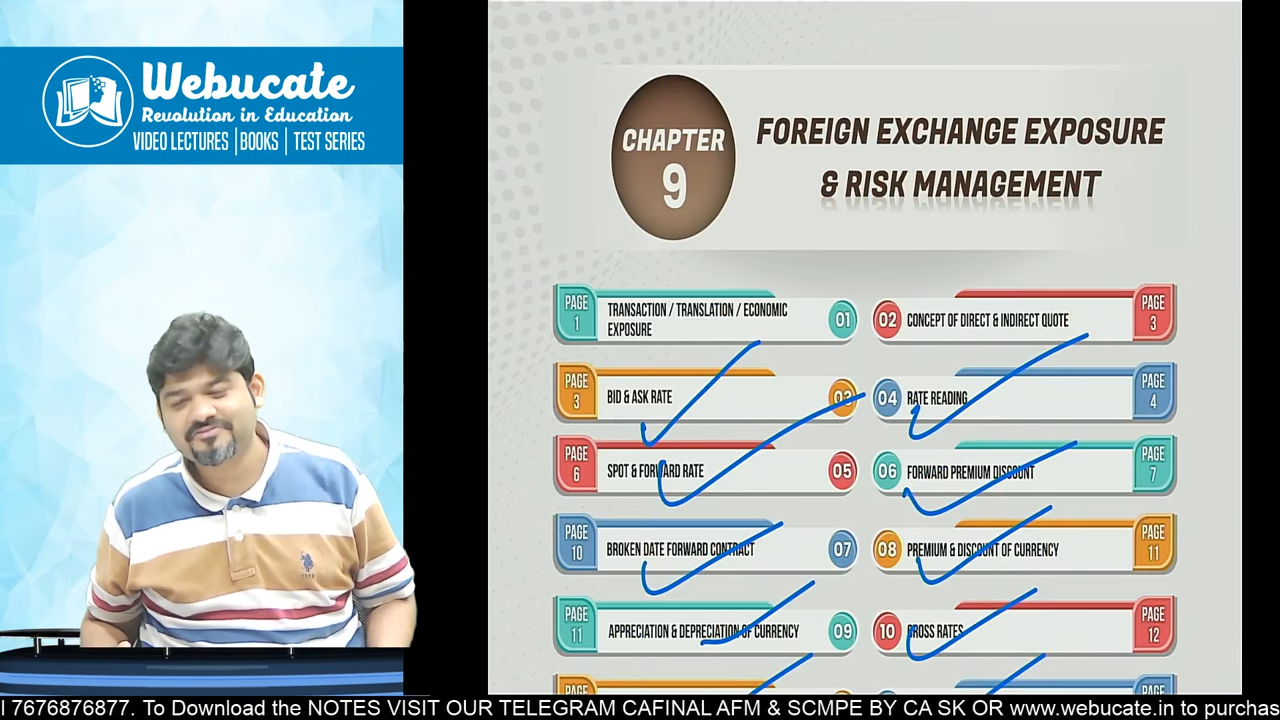 Webucate
Revolution in Education
VIDEO LECTURES | BOOKS | TEST SERIES
CHAPTER
9
FOREIGN EXCHANGE EXPOSURE
& RISK MANAGEMENT
PAGE
1
TRANSACTION / TRANSLATION / ECONOMIC
EXPOSURE
01
02
CONCEPT OF DIRECT & INDIRECT QUOTE
PAGE
3
PAGE
3
BID & ASK RATE
03
04
RATE READING
PAGE
4
PAGE
6
SPOT & FORWARD RATE
05
06
FORWARD PREMIUM DISCOUNT
PAGE
7
PAGE
10
BROKEN DATE FORWARD CONTRACT
07
08
PREMIUM & DISCOUNT OF CURRENCY
PAGE
11
PAGE
11
APPRECIATION & DEPRECIATION OF CURRENCY
09
10
CROSS RATES
PAGE
12
l 7676876877. To Download the NOTES VISIT OUR TELEGRAM CAFINAL AFM & SCMPE BY CA SK OR www.webucate.in to purchas